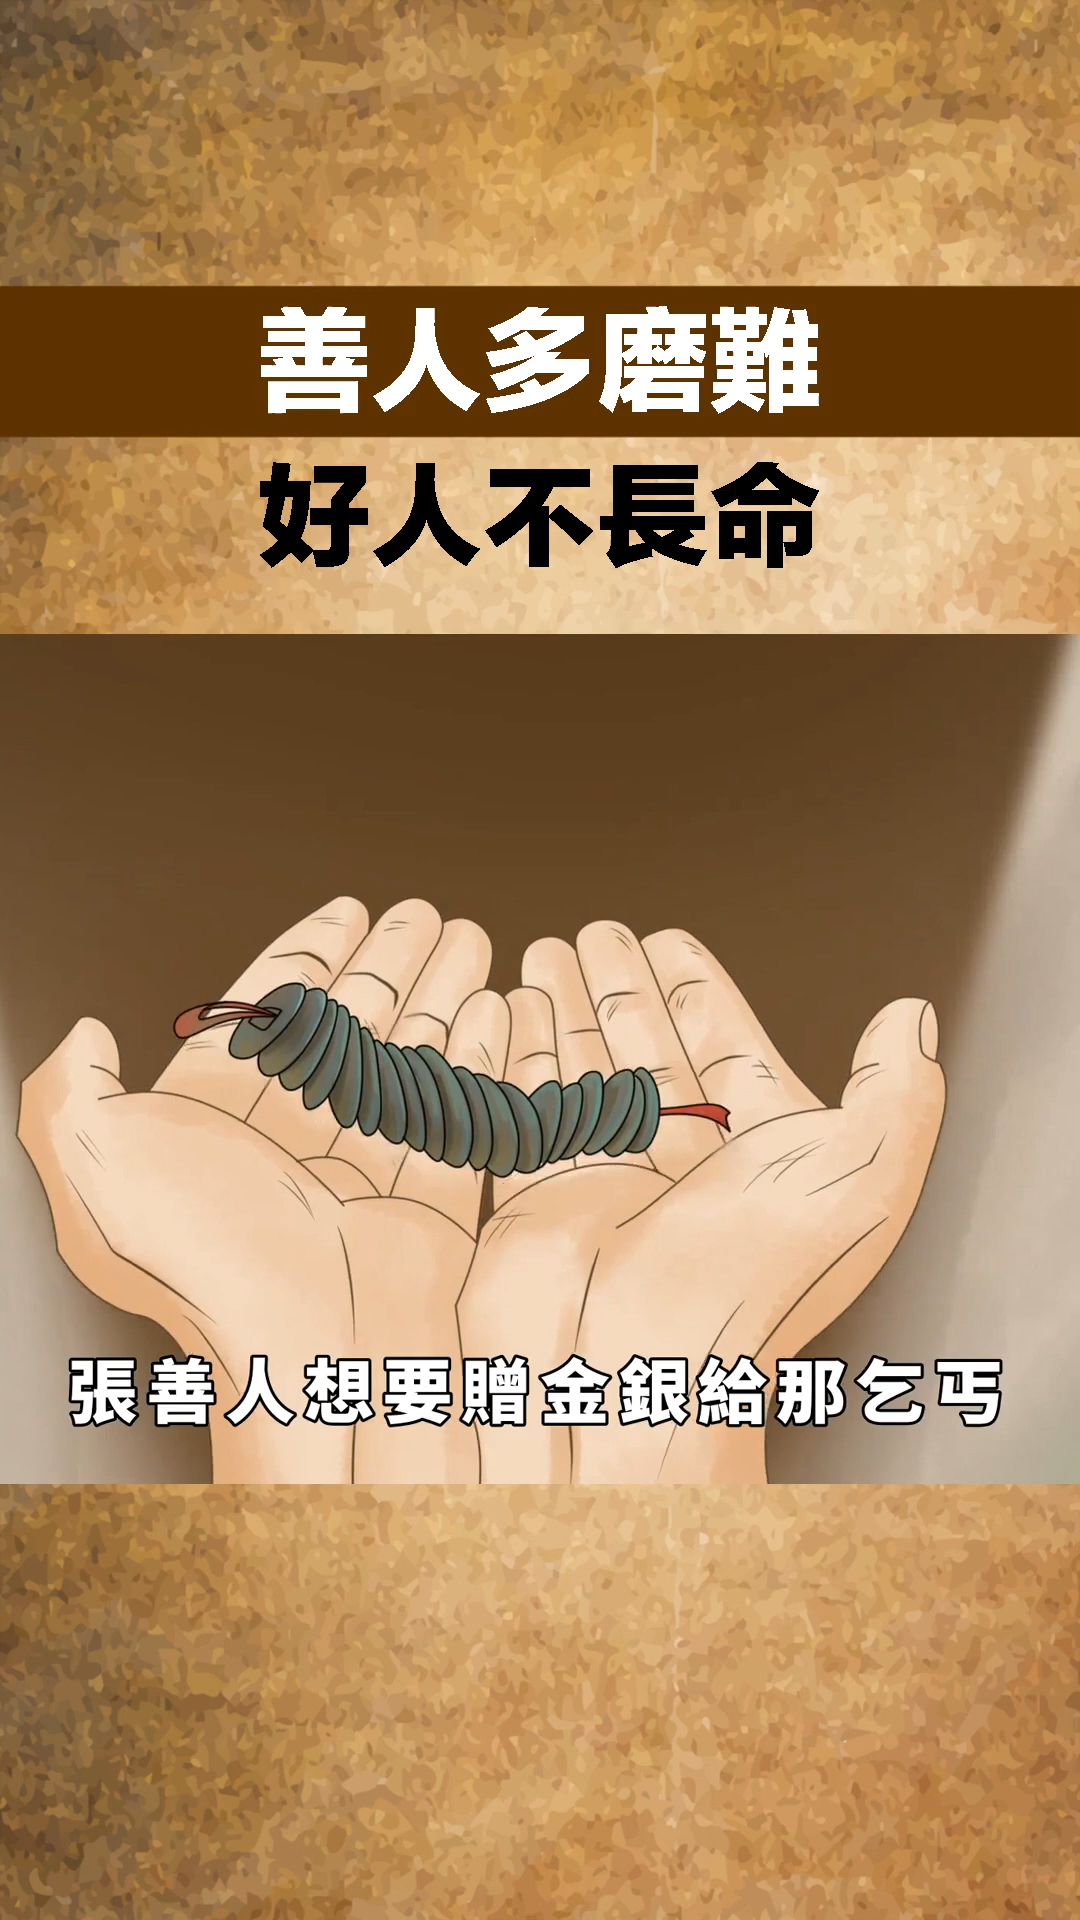 善人多磨難
好人不長命
張善人想要贈金銀給那乞丐